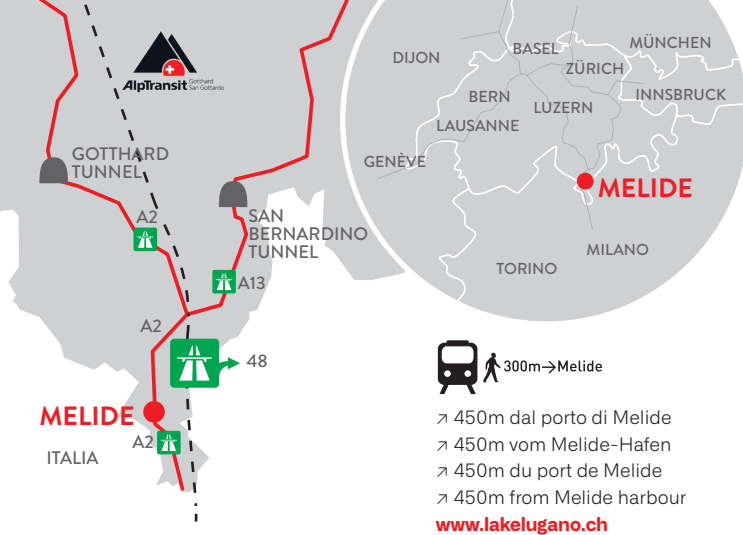 AlpTransit Gotthard
San Gottardo
GOTTHARD
TUNNEL
A2
SAN
BERNARDINO
TUNNEL
A13
A2
48
MELIDE
A2
ITALIA
DIJON
BASEL
MÜNCHEN
ZÜRICH
BERN
LUZERN
INNSBRUCK
LAUSANNE
GENÈVE
MELIDE
MILANO
TORINO
300m→Melide
↗ 450m dal porto di Melide
↗ 450m vom Melide-Hafen
↗ 450m du port de Melide
↗ 450m from Melide harbour
www.lakelugano.ch